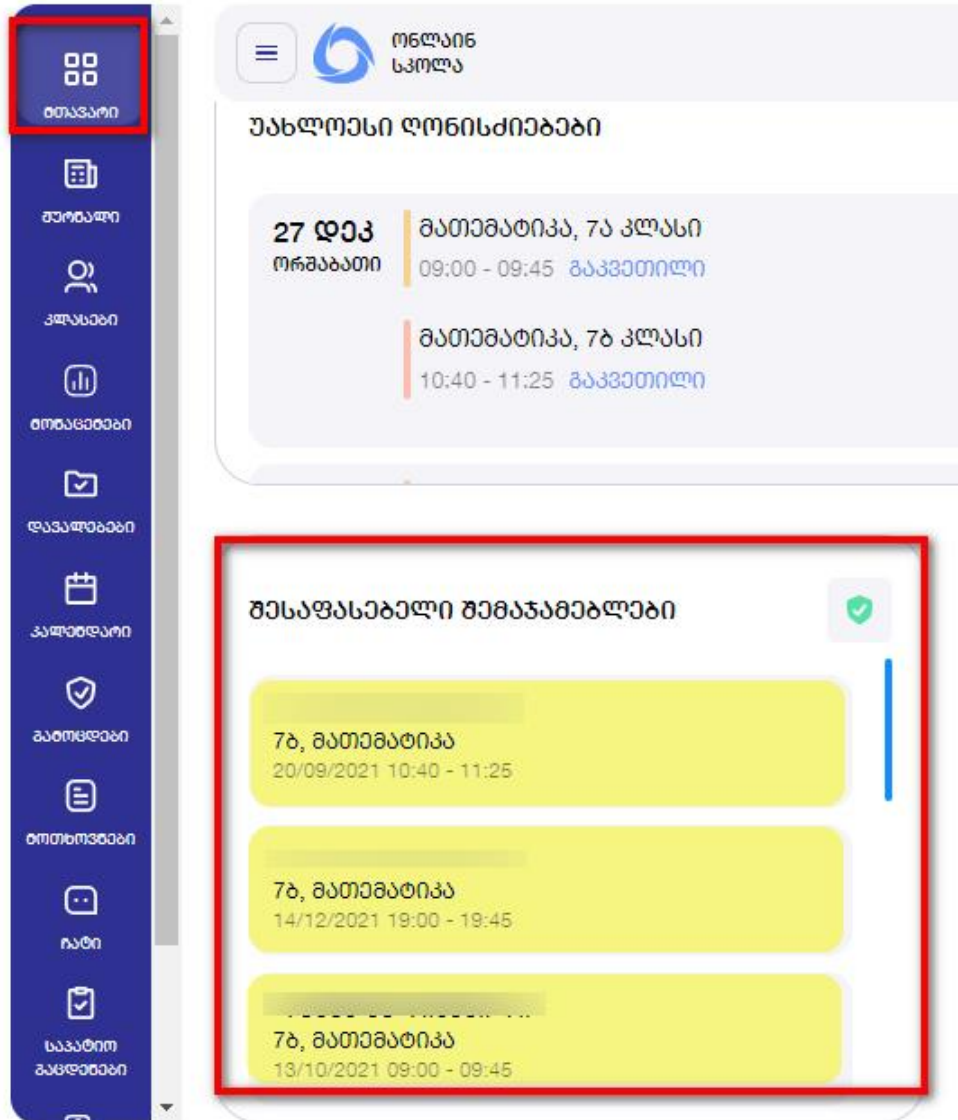 მთავარი
ჟურნალი
კლასები
მონაცემები
დავალებები
კალენდარი
გამოცდები
მოთხოვნები
ჩატი
საპატიო
გაცდენები
ონლაინ
სკოლა
უახლოესი ღონისძიებები
27 დეკ
ორშაბათი
მათემატიკა, 7ა კლასი
09:00 - 09:45 გაკვეთილი
მათემატიკა, 7ბ კლასი
10:40 - 11:25 გაკვეთილი
შესაფასებელი შემაჯამებლები
7ბ, მათემატიკა
20/09/2021 10:40 - 11:25
7ბ, მათემატიკა
14/12/2021 19:00 - 19:45
7ბ, მათემატიკა
13/10/2021 09:00 - 09:45